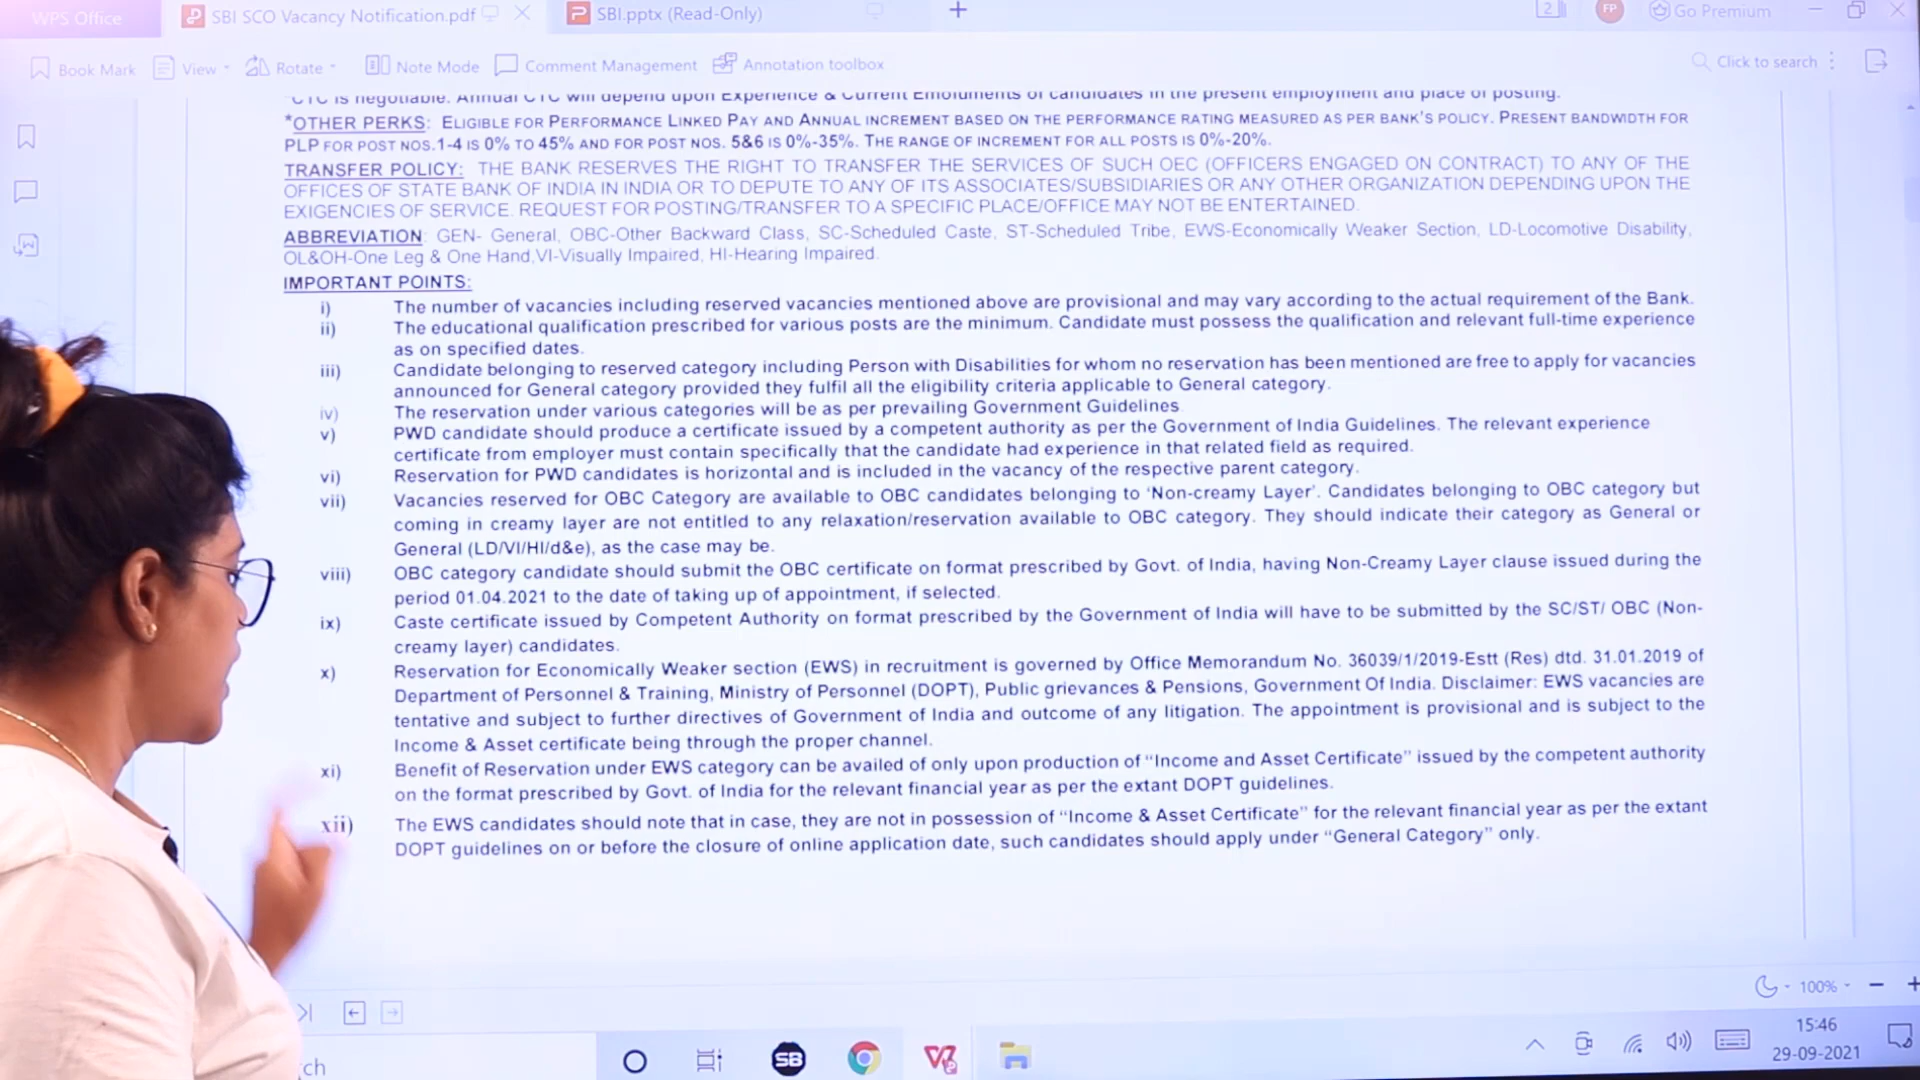 WPS Office
SBI SCO Vacancy Notification.pdf
SBI.pptx (Read-Only)
2
FP
Go Premium
Book Mark
View
Rotate
Note Mode
Comment Management
Annotation toolbox
Click to search
*CTC is negotiable. Annual CTC will depend upon Experience & Current Emoluments of candidates in the present employment and place of posting.
*OTHER PERKS: ELIGIBLE FOR PERFORMANCE LINKED PAY AND ANNUAL INCREMENT BASED ON THE PERFORMANCE RATING MEASURED AS PER BANK'S POLICY. PRESENT BANDWIDTH FOR
PLP FOR POST NOS.1-4 IS 0% TO 45% AND FOR POST NOS. 5&6 IS 0%-35%. THE RANGE OF INCREMENT FOR ALL POSTS IS 0%-20%.
TRANSFER POLICY: THE BANK RESERVES THE RIGHT TO TRANSFER THE SERVICES OF SUCH OEC (OFFICERS ENGAGED ON CONTRACT) TO ANY OF THE
OFFICES OF STATE BANK OF INDIA IN INDIA OR TO DEPUTE TO ANY OF ITS ASSOCIATES/SUBSIDIARIES OR ANY OTHER ORGANIZATION DEPENDING UPON THE
EXIGENCIES OF SERVICE. REQUEST FOR POSTING/TRANSFER TO A SPECIFIC PLACE/OFFICE MAY NOT BE ENTERTAINED.
ABBREVIATION: GEN- General, OBC-Other Backward Class, SC-Scheduled Caste, ST-Scheduled Tribe, EWS-Economically Weaker Section, LD-Locomotive Disability,
OL&OH-One Leg & One Hand,VI-Visually Impaired, HI-Hearing Impaired.
IMPORTANT POINTS:
i) The number of vacancies including reserved vacancies mentioned above are provisional and may vary according to the actual requirement of the Bank.
ii) The educational qualification prescribed for various posts are the minimum. Candidate must possess the qualification and relevant full-time experience
as on specified dates.
iii) Candidate belonging to reserved category including Person with Disabilities for whom no reservation has been mentioned are free to apply for vacancies
announced for General category provided they fulfil all the eligibility criteria applicable to General category.
iv) The reservation under various categories will be as per prevailing Government Guidelines
v) PWD candidate should produce a certificate issued by a competent authority as per the Government of India Guidelines. The relevant experience
certificate from employer must contain specifically that the candidate had experience in that related field as required.
vi) Reservation for PWD candidates is horizontal and is included in the vacancy of the respective parent category.
vii) Vacancies reserved for OBC Category are available to OBC candidates belonging to 'Non-creamy Layer'. Candidates belonging to OBC category but
coming in creamy layer are not entitled to any relaxation/reservation available to OBC category. They should indicate their category as General or
General (LD/VI/HI/d&e), as the case may be.
viii) OBC category candidate should submit the OBC certificate on format prescribed by Govt. of India, having Non-Creamy Layer clause issued during the
period 01.04.2021 to the date of taking up of appointment, if selected.
ix) Caste certificate issued by Competent Authority on format prescribed by the Government of India will have to be submitted by the SC/ST/ OBC (Non-
creamy layer) candidates.
x) Reservation for Economically Weaker section (EWS) in recruitment is governed by Office Memorandum No. 36039/1/2019-Estt (Res) dtd. 31.01.2019 of
Department of Personnel & Training, Ministry of Personnel (DOPT), Public grievances & Pensions, Government Of India. Disclaimer: EWS vacancies are
tentative and subject to further directives of Government of India and outcome of any litigation. The appointment is provisional and is subject to the
Income & Asset certificate being through the proper channel.
xi) Benefit of Reservation under EWS category can be availed of only upon production of "Income and Asset Certificate" issued by the competent authority
on the format prescribed by Govt. of India for the relevant financial year as per the extant DOPT guidelines.
xii) The EWS candidates should note that in case, they are not in possession of "Income & Asset Certificate" for the relevant financial year as per the extant
DOPT guidelines on or before the closure of online application date, such candidates should apply under "General Category" only.
100%
ch
SB
15:46
29-09-2021